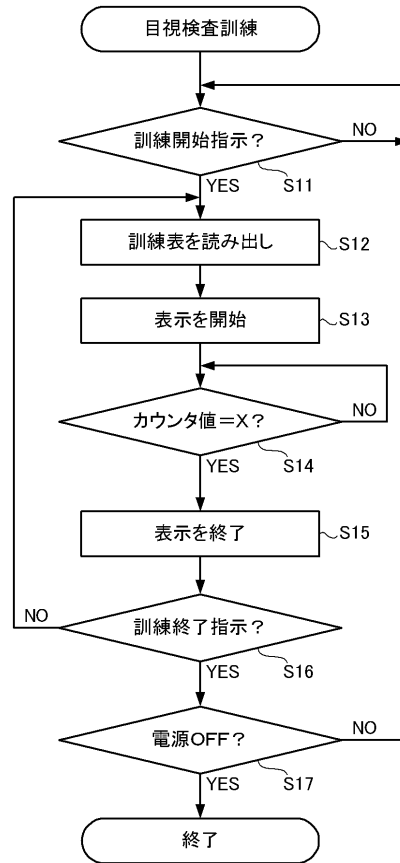 目視検査訓練
訓練開始指示？
NO
S11
YES
訓練表を読み出し
S12
表示を開始
S13
カウンタ値＝X？
NO
S14
YES
表示を終了
S15
NO
訓練終了指示？
S16
YES
電源OFF？
NO
S17
YES
終了